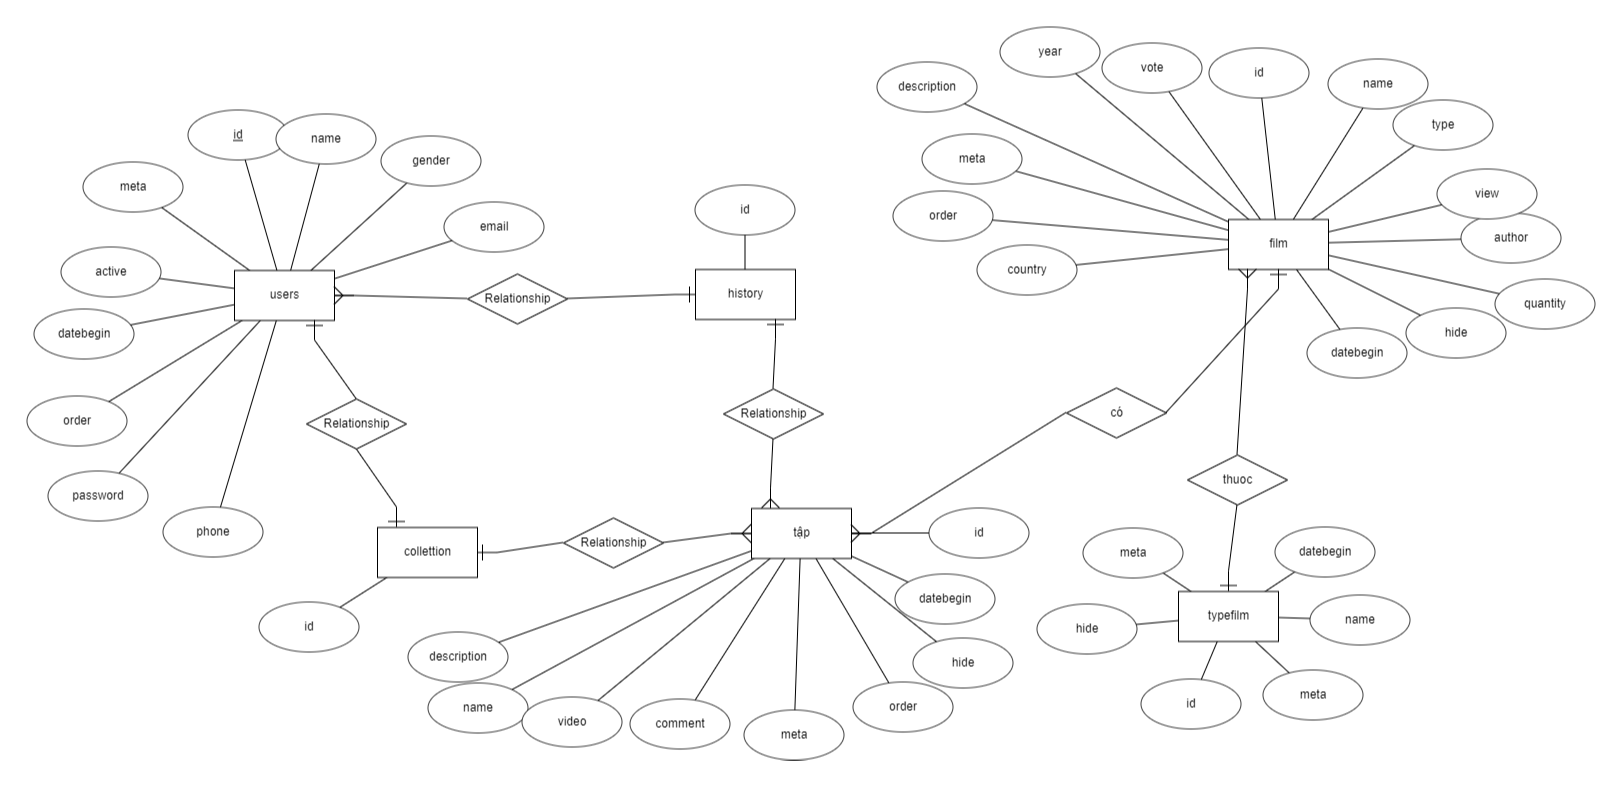 year
vote
id
name
description
type
id
name
meta
gender
meta
view
id
order
email
author
film
country
active
users
Relationship
history
quantity
datebegin
hide
datebegin
có
Relationship
order
Relationship
thuoc
password
phone
tập
id
Relationship
collettion
meta
datebegin
datebegin
typefilm
name
id
hide
description
hide
meta
id
name
order
video
comment
meta